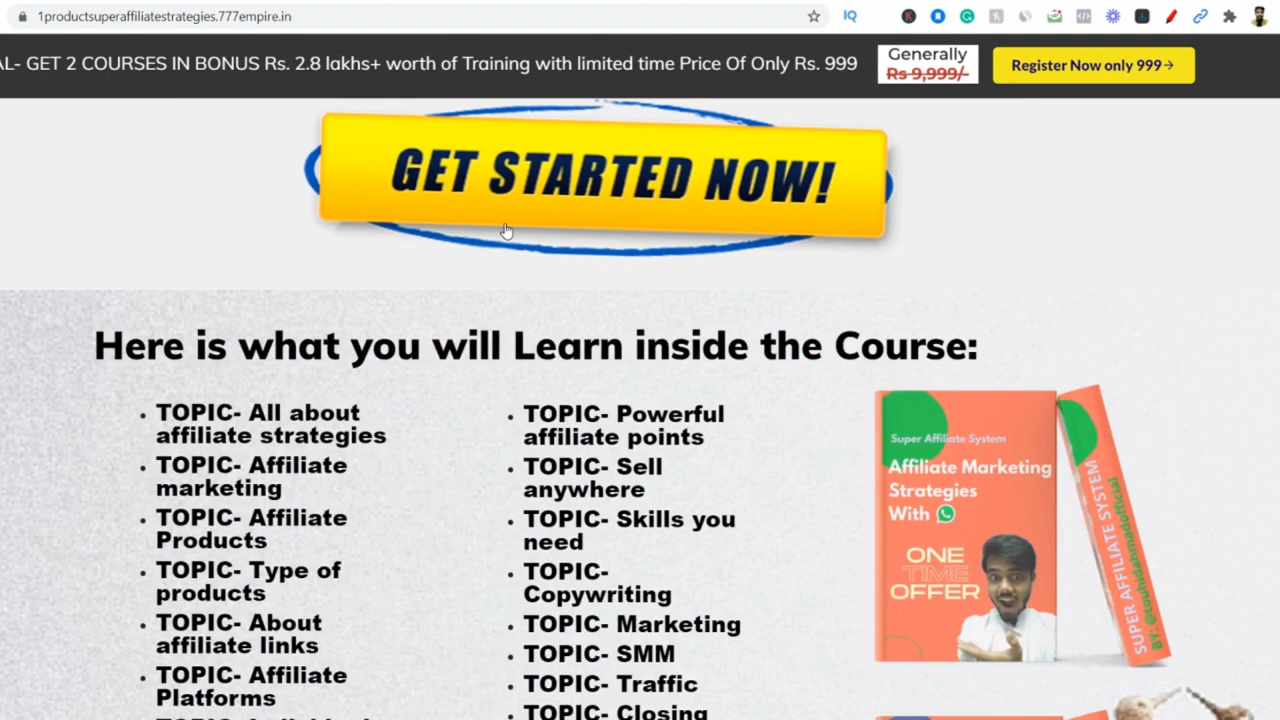 1productsuperaffiliatestrategies.777empire.in
IQ
AL- GET 2 COURSES IN BONUS Rs. 2.8 lakhs+ worth of Training with limited time Price Of Only Rs. 999
Generally
Rs 9,999/-
Register Now only 999→
GET STARTED NOW!
Here is what you will Learn inside the Course:
• TOPIC- All about
affiliate strategies
• TOPIC- Affiliate
marketing
• TOPIC- Affiliate
Products
• TOPIC- Type of
products
• TOPIC- About
affiliate links
• TOPIC- Affiliate
Platforms
• TOPIC- Powerful
affiliate points
• TOPIC- Sell
anywhere
• TOPIC- Skills you
need
• TOPIC-
Copywriting
• TOPIC- Marketing
• TOPIC- SMM
• TOPIC- Traffic
• TOPIC- Closing
Super Affiliate System
Affiliate Marketing
Strategies
With
ONE
TIME
OFFER
SUPER AFFILIATE SYSTEM
BY: @touhidahmadofficial